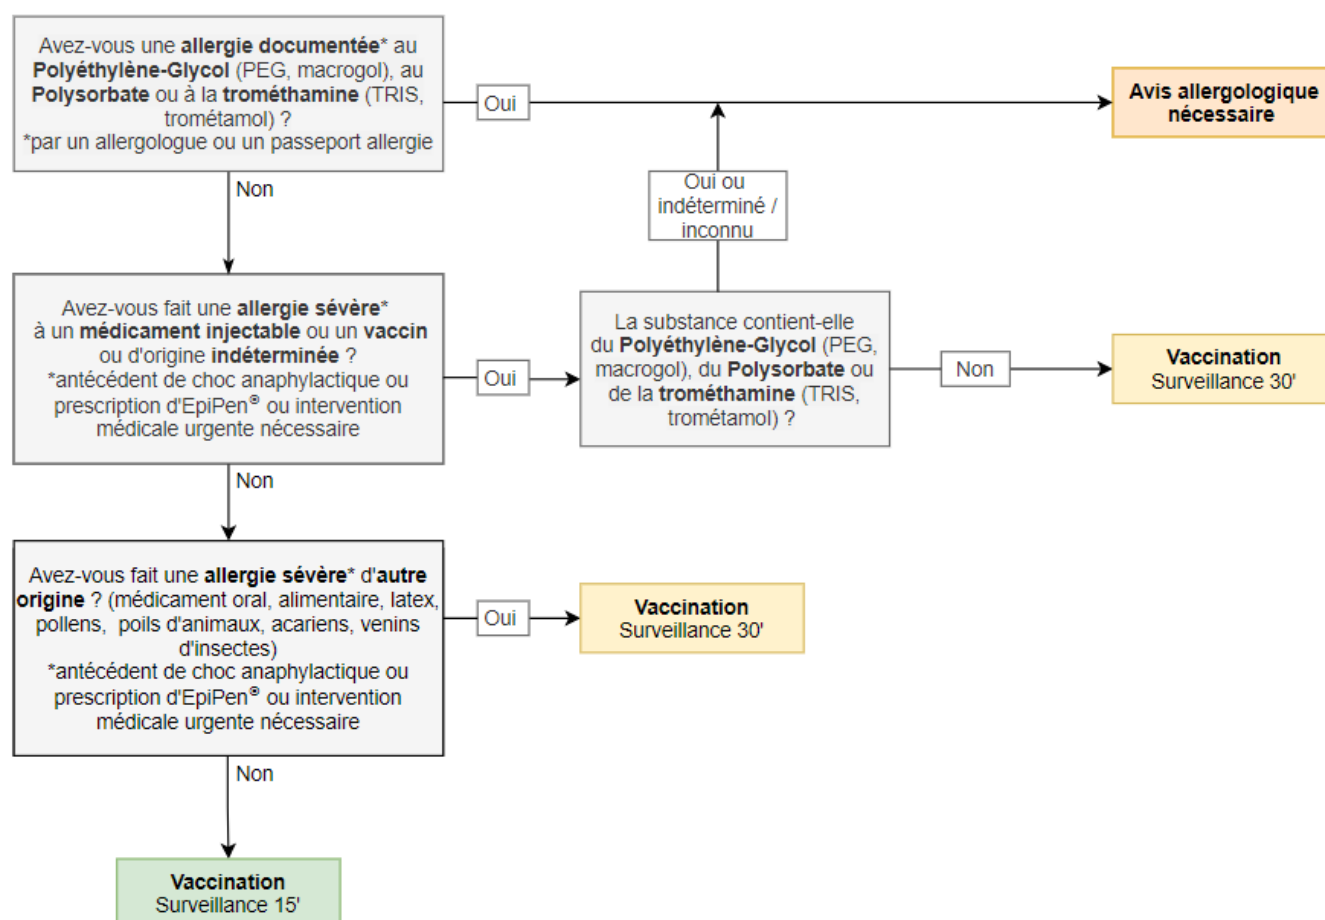 Avez-vous une allergie documentée* au
Polyéthylène-Glycol (PEG, macrogol), au
Polysorbate ou à la trométhamine (TRIS,
trométamol) ?
*par un allergologue ou un passeport allergie
Oui
Avis allergologique
nécessaire
Non
Oui ou
indéterminé /
inconnu
Avez-vous fait une allergie sévère*
à un médicament injectable ou un vaccin
ou d'origine indéterminée ?
*antécédent de choc anaphylactique ou
prescription d'EpiPen® ou intervention
médicale urgente nécessaire
Oui
La substance contient-elle
du Polyéthylène-Glycol (PEG,
macrogol), du Polysorbate ou
de la trométhamine (TRIS,
trométamol) ?
Non
Vaccination
Surveillance 30'
Non
Avez-vous fait une allergie sévère* d'autre
origine ? (médicament oral, alimentaire, latex,
pollens, poils d'animaux, acariens, venins
d'insectes)
*antécédent de choc anaphylactique ou
prescription d'EpiPen® ou intervention
médicale urgente nécessaire
Oui
Vaccination
Surveillance 30'
Non
Vaccination
Surveillance 15'